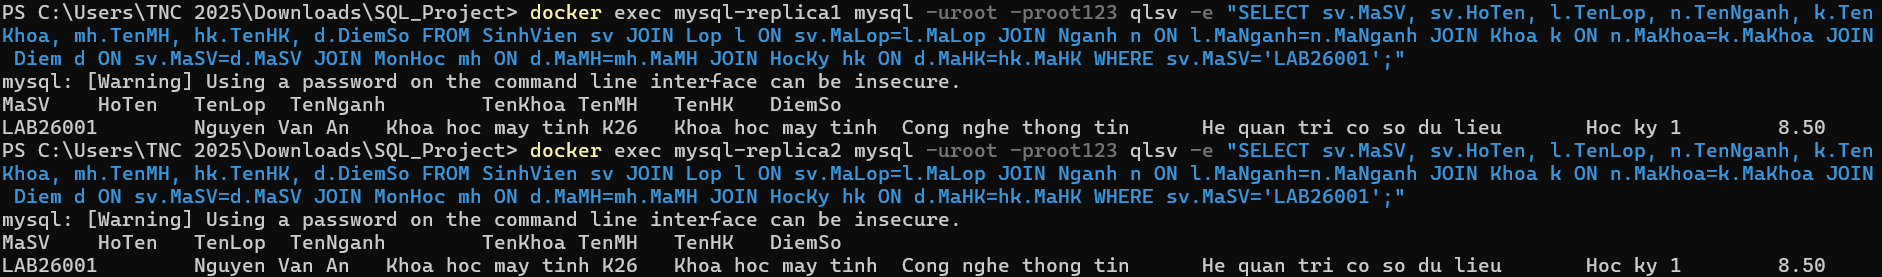 PS C:\Users\TNC 2025\Downloads\SQL_Project> docker exec mysql-replica1 mysql -uroot -proot123 qlsv -e "SELECT sv.MaSV, sv.HoTen, l.TenLop, n.TenNganh, k.Ten
Khoa, mh.TenMH, hk.TenHK, d.DiemSo FROM SinhVien sv JOIN Lop l ON sv.MaLop=l.MaLop JOIN Nganh n ON l.MaNganh=n.MaNganh JOIN Khoa k ON n.MaKhoa=k.MaKhoa JOIN
Diem d ON sv.MaSV=d.MaSV JOIN MonHoc mh ON d.MaMH=mh.MaMH JOIN HocKy hk ON d.MaHK=hk.MaHK WHERE sv.MaSV='LAB26001';"
mysql: [Warning] Using a password on the command line interface can be insecure.
MaSV HoTen TenLop TenNganh TenKhoa TenMH TenHK DiemSo
LAB26001 Nguyen Van An Khoa hoc may tinh K26 Khoa hoc may tinh Cong nghe thong tin He quan tri co so du lieu Hoc ky 1 8.50
PS C:\Users\TNC 2025\Downloads\SQL_Project> docker exec mysql-replica2 mysql -uroot -proot123 qlsv -e "SELECT sv.MaSV, sv.HoTen, l.TenLop, n.TenNganh, k.Ten
Khoa, mh.TenMH, hk.TenHK, d.DiemSo FROM SinhVien sv JOIN Lop l ON sv.MaLop=l.MaLop JOIN Nganh n ON l.MaNganh=n.MaNganh JOIN Khoa k ON n.MaKhoa=k.MaKhoa JOIN
Diem d ON sv.MaSV=d.MaSV JOIN MonHoc mh ON d.MaMH=mh.MaMH JOIN HocKy hk ON d.MaHK=hk.MaHK WHERE sv.MaSV='LAB26001';"
mysql: [Warning] Using a password on the command line interface can be insecure.
MaSV HoTen TenLop TenNganh TenKhoa TenMH TenHK DiemSo
LAB26001 Nguyen Van An Khoa hoc may tinh K26 Khoa hoc may tinh Cong nghe thong tin He quan tri co so du lieu Hoc ky 1 8.50